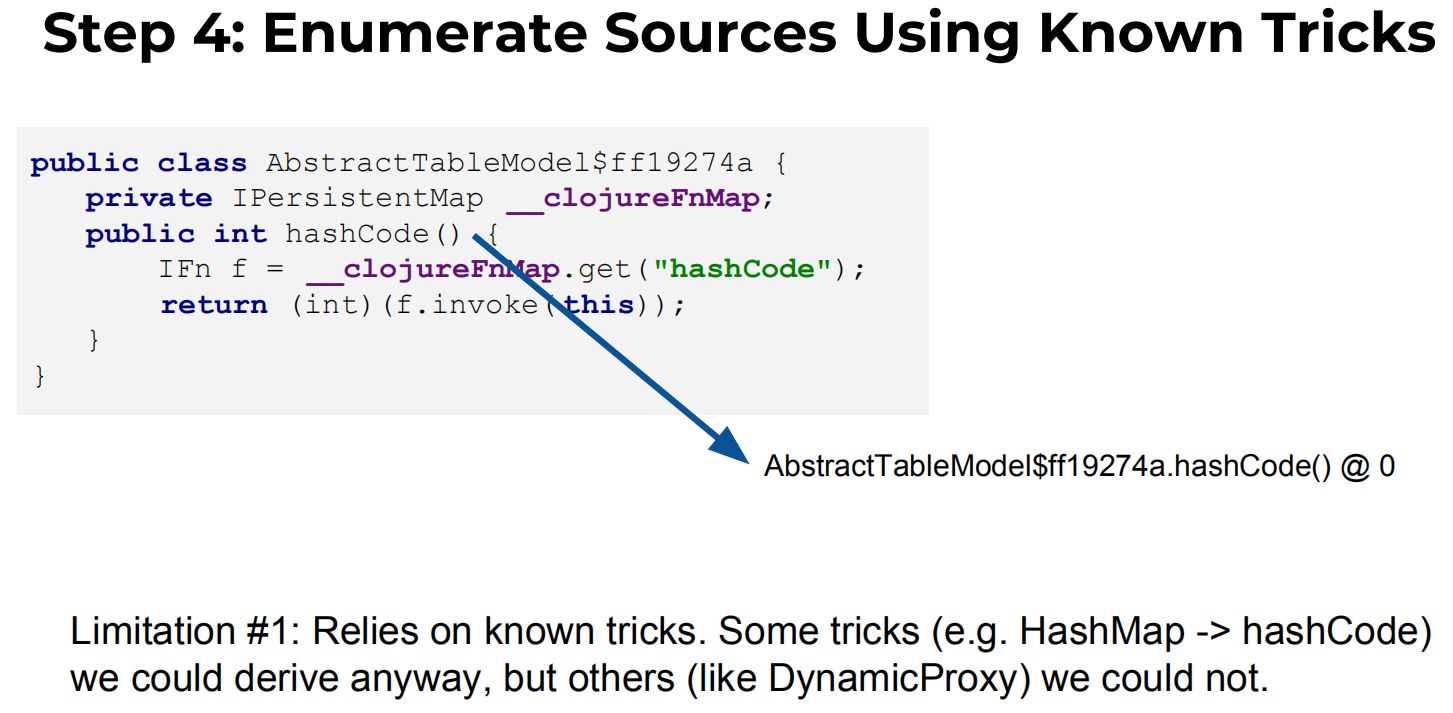 Step 4: Enumerate Sources Using Known Tricks
public class AbstractTableModel$ff19274a {
private IPersistentMap __clojureFnMap;
public int hashCode() {
IFn f = __clojureFnMap.get("hashCode");
return (int)(f.invoke(this));
}
}
AbstractTableModel$ff19274a.hashCode() @ 0
Limitation #1: Relies on known tricks. Some tricks (e.g. HashMap -> hashCode)
we could derive anyway, but others (like DynamicProxy) we could not.